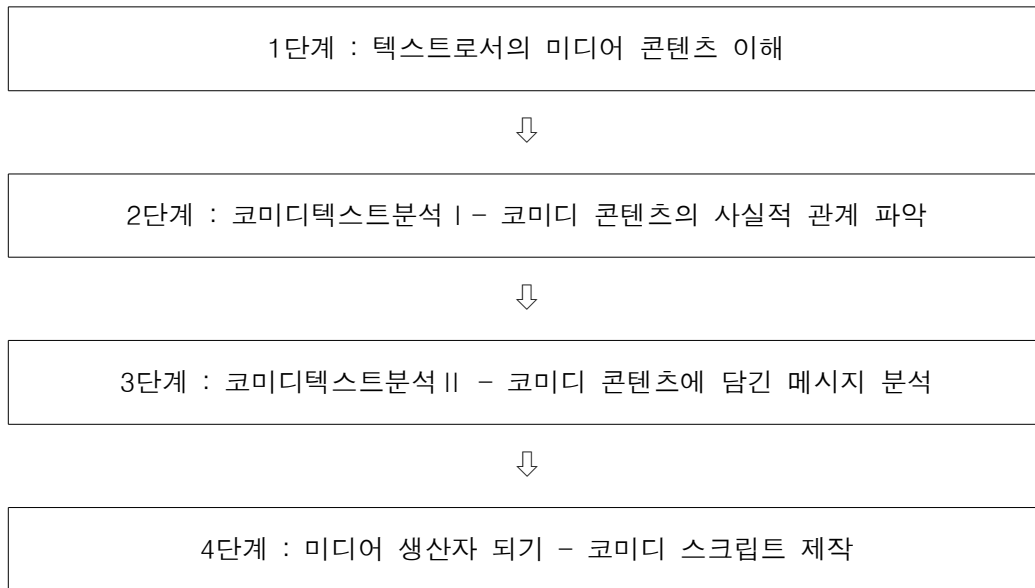 1단계 : 텍스트로서의 미디어 콘텐츠 이해
⇩
2단계 : 코미디텍스트분석Ⅰ- 코미디 콘텐츠의 사실적 관계 파악
⇩
3단계 : 코미디텍스트분석Ⅱ - 코미디 콘텐츠에 담긴 메시지 분석
⇩
4단계 : 미디어 생산자 되기 - 코미디 스크립트 제작